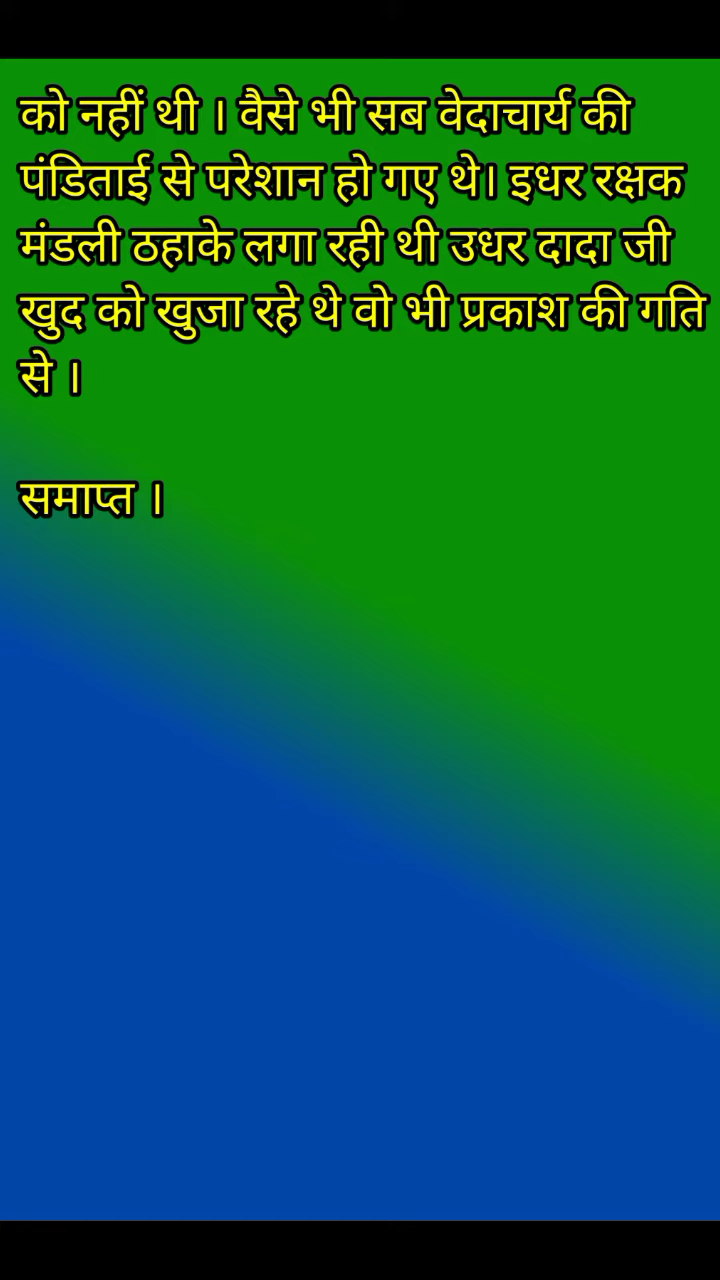 को नहीं थी । वैसे भी सब वेदाचार्य की
पंडिताई से परेशान हो गए थे। इधर रक्षक
मंडली ठहाके लगा रही थी उधर दादा जी
खुद को खुजा रहे थे वो भी प्रकाश की गति
से ।
समाप्त ।